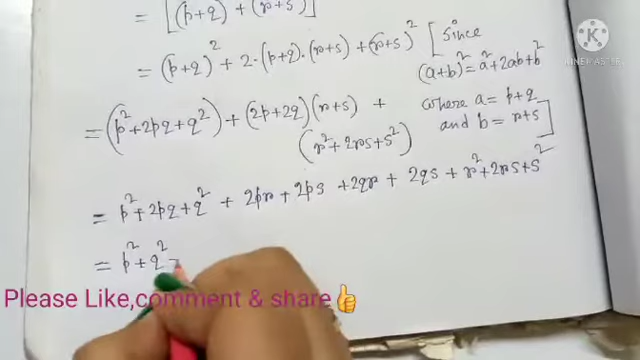 = [(p+q) + (r+s)]
= (p+q)² + 2·(p+q)·(r+s) + (r+s)² [Since
(a+b)² = a²+2ab+b²
= (p²+2pq+q²) + (2p+2q)(r+s) + where a = p+q
(r²+2rs+s²) and b = r+s]
= p²+2pq+q² + 2pr + 2ps + 2qr + 2qs + r²+2rs+s²
= p²+q²
Please Like,comment & share👍
KINEMASTER